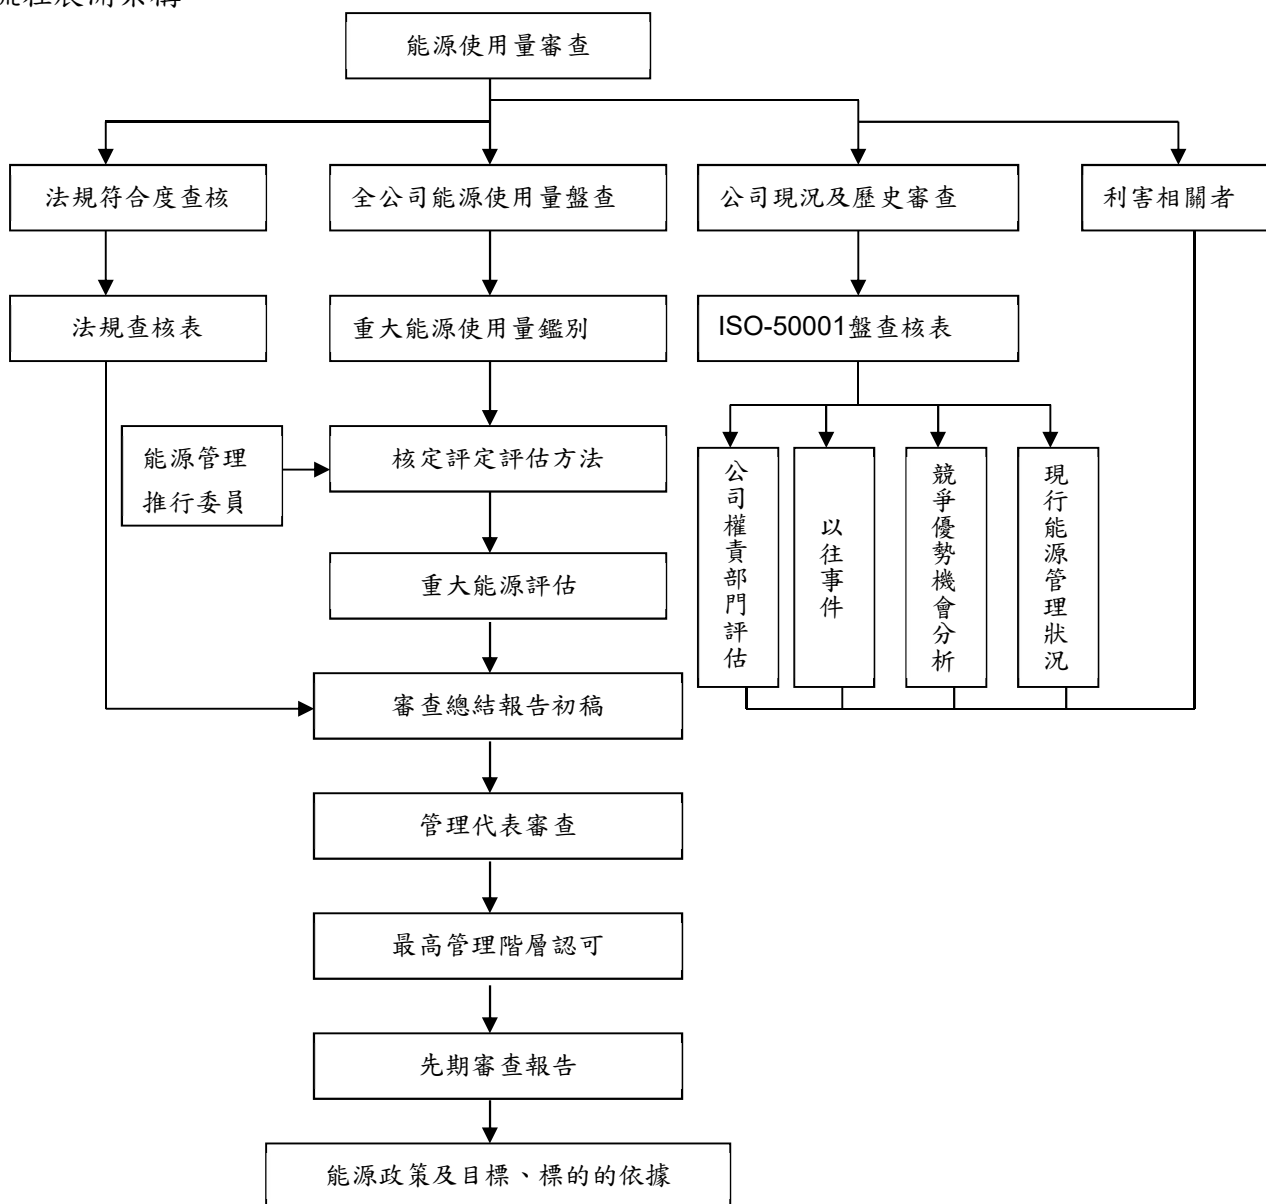 能源使用量審查
法規符合度查核
全公司能源使用量盤查
公司現況及歷史審查
利害相關者
法規查核表
重大能源使用量鑑別
ISO-50001盤查核表
能源管理
推行委員
核定評定評估方法
公司權責部門評估
以往事件
競爭優勢機會分析
現行能源管理狀況
重大能源評估
審查總結報告初稿
管理代表審查
最高管理階層認可
先期審查報告
能源政策及目標、標的的依據